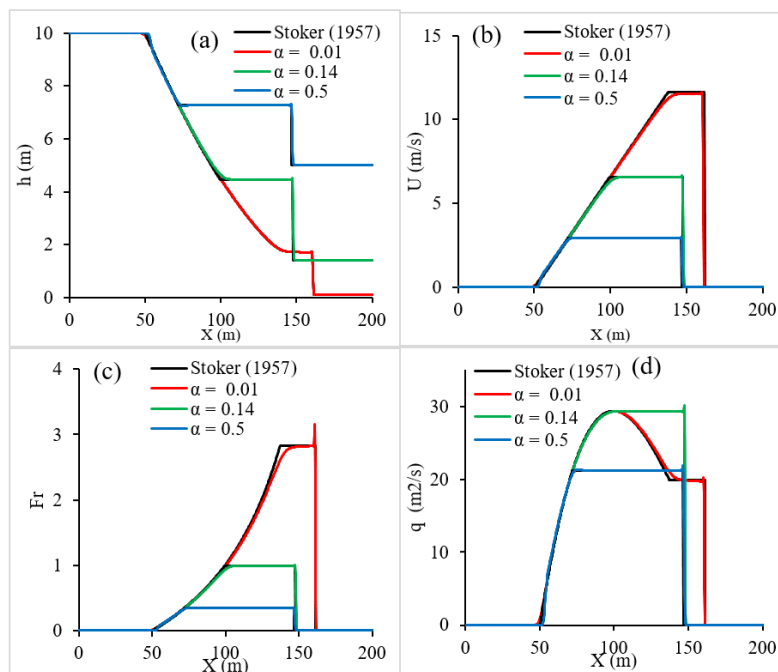 (a)
Stoker (1957)
α = 0.01
α = 0.14
α = 0.5
10
8
6
4
2
0
h (m)
0 50 100 150 200
X (m)
(b)
Stoker (1957)
α = 0.01
α = 0.14
α = 0.5
15
10
5
0
U (m/s)
0 50 100 150 200
X (m)
(c)
Stoker (1957)
α = 0.01
α = 0.14
α = 0.5
4
3
2
1
0
Fr
0 50 100 150 200
X (m)
(d)
Stoker (1957)
α = 0.01
α = 0.14
α = 0.5
40
30
20
10
0
q (m2/s)
0 50 100 150 200
X (m)